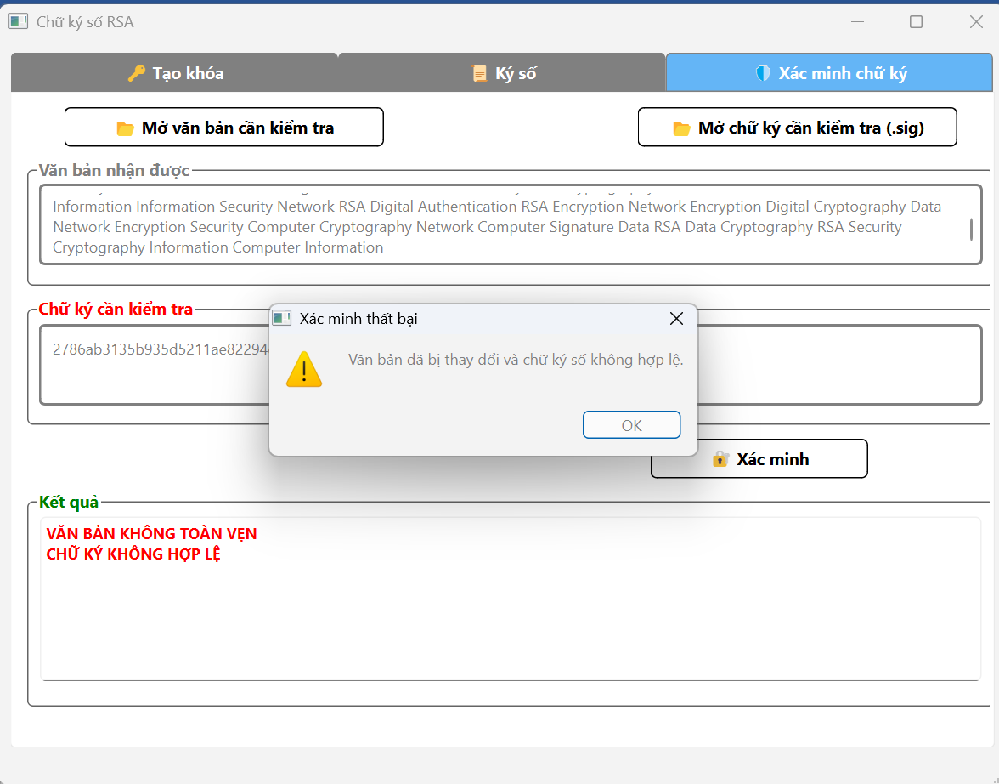 Chữ ký số RSA
Tạo khóa
Ký số
Xác minh chữ ký
Mở văn bản cần kiểm tra
Mở chữ ký cần kiểm tra (.sig)
Văn bản nhận được
Information Information Security Network RSA Digital Authentication RSA Encryption Network Encryption Digital Cryptography Data
Network Encryption Security Computer Cryptography Network Computer Signature Data RSA Data Cryptography RSA Security
Cryptography Information Computer Information
Chữ ký cần kiểm tra
2786ab3135b935d5211ae82294
Xác minh thất bại
Văn bản đã bị thay đổi và chữ ký số không hợp lệ.
OK
Xác minh
Kết quả
VĂN BẢN KHÔNG TOÀN VẸN
CHỮ KÝ KHÔNG HỢP LỆ